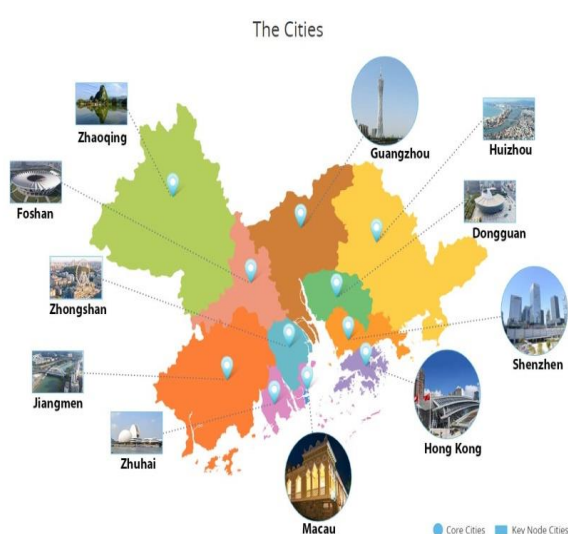 The Cities
Zhaoqing
Guangzhou
Huizhou
Foshan
Dongguan
Zhongshan
Shenzhen
Jiangmen
Hong Kong
Zhuhai
Macau
Core Cities
Key Node Cities